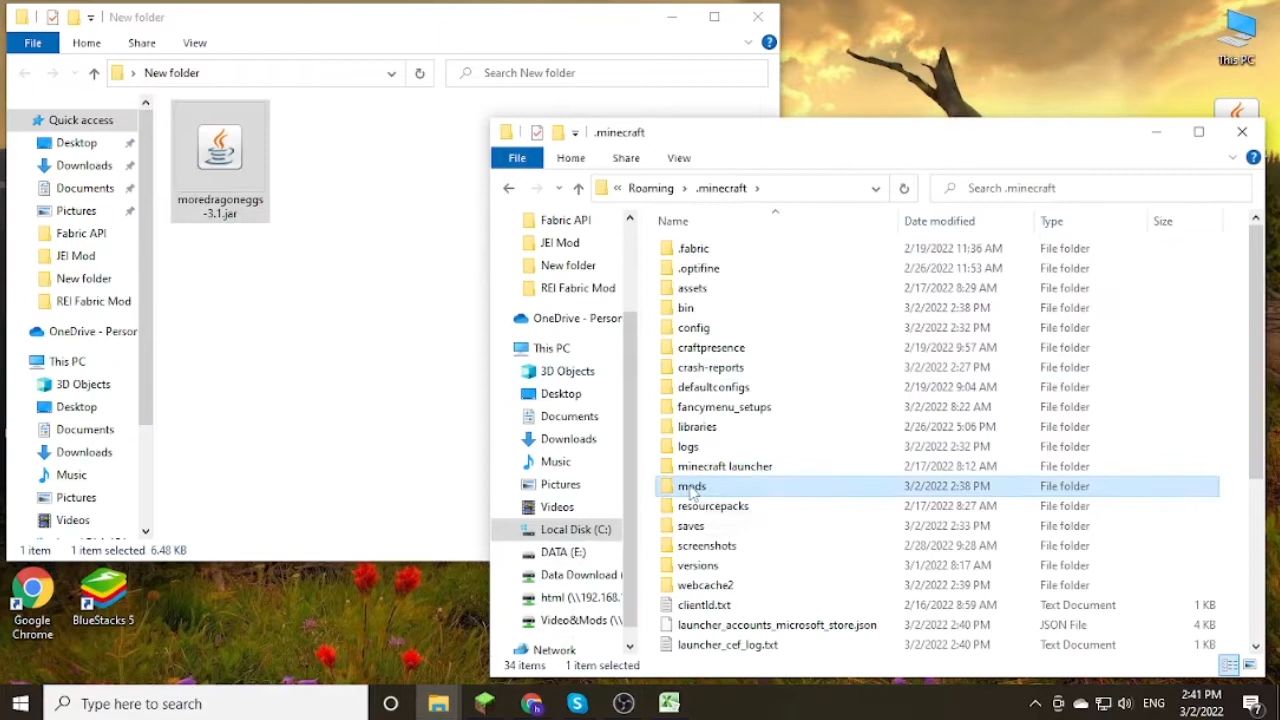 New folder
File
Home
Share
View
New folder
Search New folder
Quick access
Desktop
Downloads
Documents
Pictures
Fabric API
JEI Mod
New folder
REI Fabric Mod
OneDrive - Person
This PC
3D Objects
Desktop
Documents
Downloads
Music
Pictures
Videos
moredragoneggs
-3.1.jar
1 item
1 item selected 6.48 KB
This PC
.minecraft
File
Home
Share
View
« Roaming > .minecraft >
Search .minecraft
Fabric API
JEI Mod
New folder
REI Fabric Mod
OneDrive - Person
This PC
3D Objects
Desktop
Documents
Downloads
Music
Pictures
Videos
Local Disk (C:)
DATA (E:)
Data Download (
html (\\192.168.
Video&Mods (\\
Network
Name Date modified Type Size
.fabric 2/19/2022 11:36 AM File folder
.optifine 2/26/2022 11:53 AM File folder
assets 2/17/2022 8:29 AM File folder
bin 3/2/2022 2:38 PM File folder
config 3/2/2022 2:32 PM File folder
craftpresence 2/19/2022 9:57 AM File folder
crash-reports 3/2/2022 2:27 PM File folder
defaultconfigs 2/19/2022 9:04 AM File folder
fancymenu_setups 3/2/2022 8:22 AM File folder
libraries 2/26/2022 5:06 PM File folder
logs 3/2/2022 2:32 PM File folder
minecraft launcher 2/17/2022 8:12 AM File folder
mods 3/2/2022 2:38 PM File folder
resourcepacks 2/17/2022 8:27 AM File folder
saves 3/2/2022 2:33 PM File folder
screenshots 2/28/2022 9:28 AM File folder
versions 3/1/2022 8:17 AM File folder
webcache2 3/2/2022 2:39 PM File folder
clientId.txt 2/16/2022 8:59 AM Text Document 1 KB
launcher_accounts_microsoft_store.json 3/2/2022 2:40 PM JSON File 4 KB
launcher_cef_log.txt 3/2/2022 2:40 PM Text Document 1 KB
34 items
1 item selected
Google
Chrome
BlueStacks 5
Type here to search
ENG
2:41 PM
3/2/2022
7